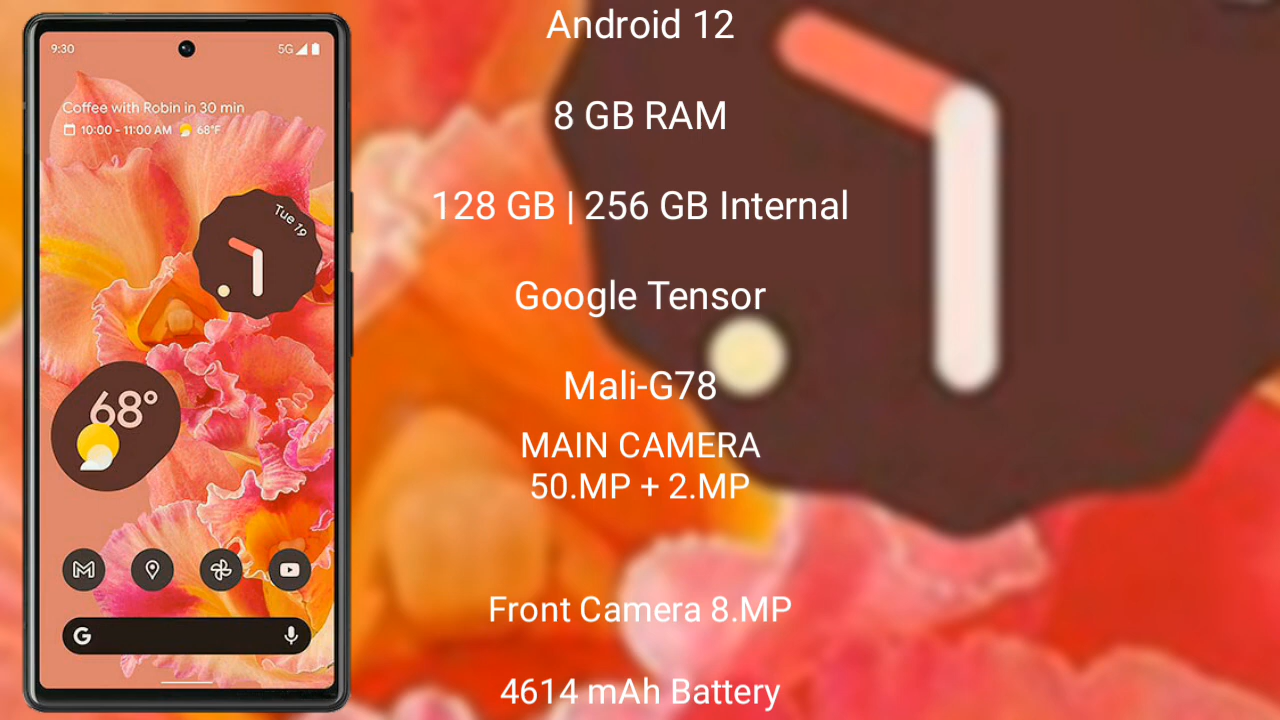 9:30
5G
Coffee with Robin in 30 min
10:00 - 11:00 AM 68°F
Tue 19
68°
G
Android 12
8 GB RAM
128 GB | 256 GB Internal
Google Tensor
Mali-G78
MAIN CAMERA
50.MP + 2.MP
Front Camera 8.MP
4614 mAh Battery